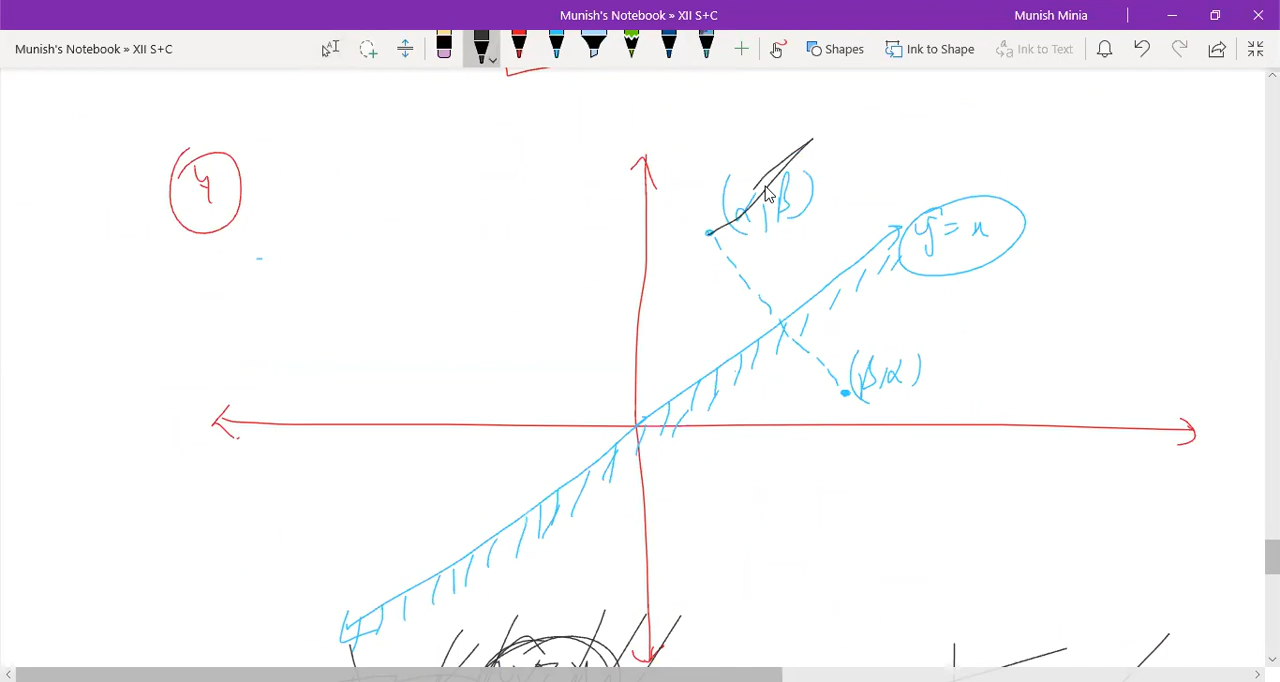 Munish's Notebook » XII S+C
Munish Minia
Munish's Notebook » XII S+C
Shapes
Ink to Shape
Ink to Text
4
(α, β)
y = x
(β, α)